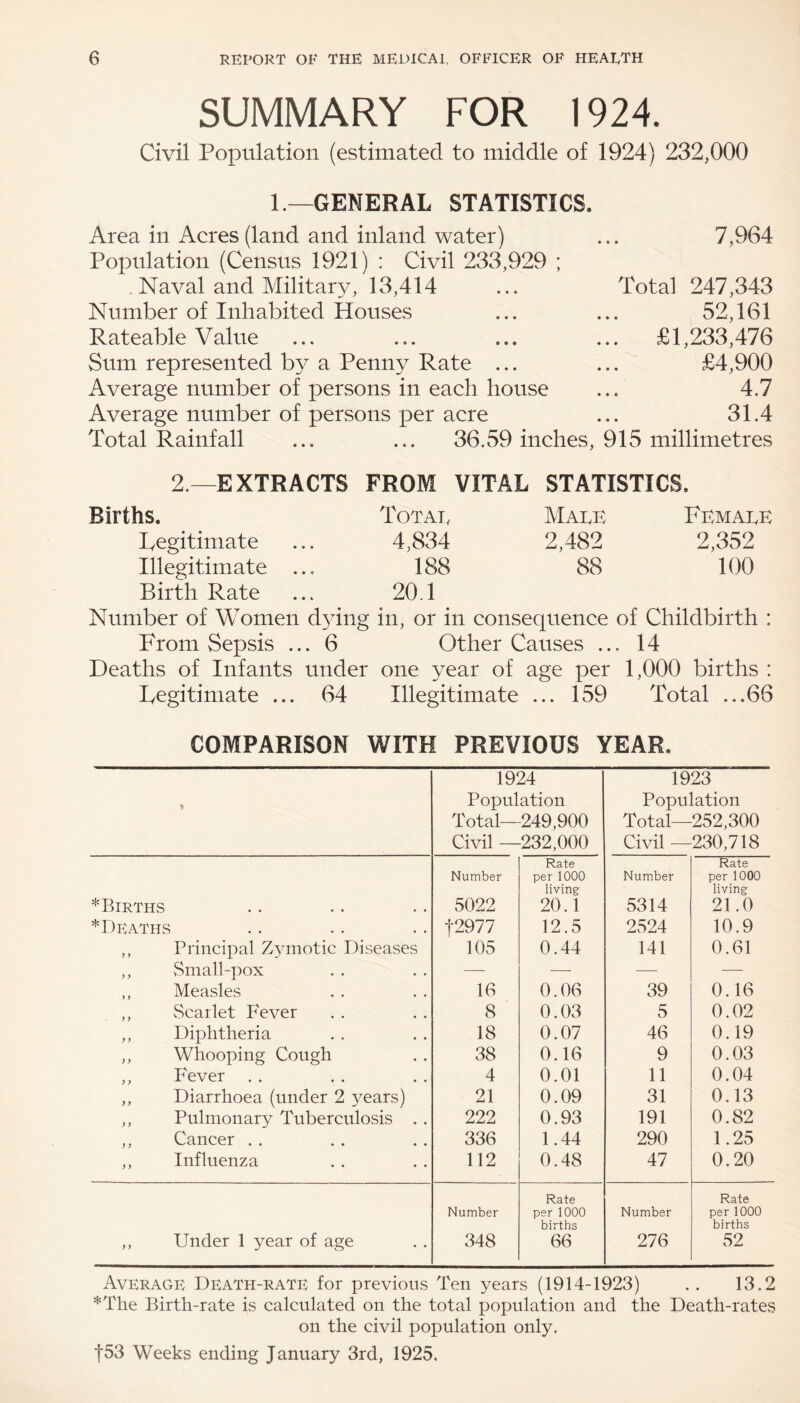 6 REPORT OF THE MEDICAL OFFICER OF HEALTH
SUMMARY FOR 1924.
Civil Population (estimated to middle of 1924) 232,000
1.—GENERAL STATISTICS.
Area in Acres (land and inland water) ... 7,964
Population (Census 1921) : Civil 233,929 ;
Naval and Military, 13,414 ... Total 247,343
Number of Inhabited Houses ... ... 52,161
Rateable Value ... ... ... ... £1,233,476
Sum represented by a Penny Rate ... ... £4,900
Average number of persons in each house ... 4.7
Average number of persons per acre ... 31.4
Total Rainfall ... ... 36.59 inches, 915 millimetres
2.—EXTRACTS FROM VITAL STATISTICS.
Births. TOTAL MALE FEMALE
Legitimate ... 4,834 2,482 2,352
Illegitimate ... 188 88 100
Birth Rate ... 20.1
Number of Women dying in, or in consequence of Childbirth :
From Sepsis ... 6 Other Causes ... 14
Deaths of Infants under one year of age per 1,000 births :
Legitimate ... 64 Illegitimate ... 159 Total ...66
COMPARISON WITH PREVIOUS YEAR.
1924 1923
Population Population
Total—249,900 Total—252,300
Civil —232,000 Civil —230,718
Number Rate per 1000 living Number Rate per 1000 living
*BIRTHS .. .. .. 5022 20.1 5314 21.0
*DEATHS .. .. .. †2977 12.5 2524 10.9
,, Principal Zymotic Diseases 105 0.44 141 0.61
,, Small-pox .. .. — — — —
,, Measles .. .. 16 0.06 39 0.16
,, Scarlet Fever .. .. 8 0.03 5 0.02
,, Diphtheria .. .. 18 0.07 46 0.19
,, Whooping Cough .. 38 0.16 9 0.03
,, Fever .. .. .. 4 0.01 11 0.04
,, Diarrhoea (under 2 years) 21 0.09 31 0.13
,, Pulmonary Tuberculosis .. 222 0.93 191 0.82
,, Cancer .. .. .. 336 1.44 290 1.25
,, Influenza .. .. 112 0.48 47 0.20
Number Rate per 1000 births Number Rate per 1000 births
,, Under 1 year of age .. 348 66 276 52
AVERAGE DEATH-RATE for previous Ten years (1914-1923) .. 13.2
*The Birth-rate is calculated on the total population and the Death-rates
on the civil population only.
†53 Weeks ending January 3rd, 1925.